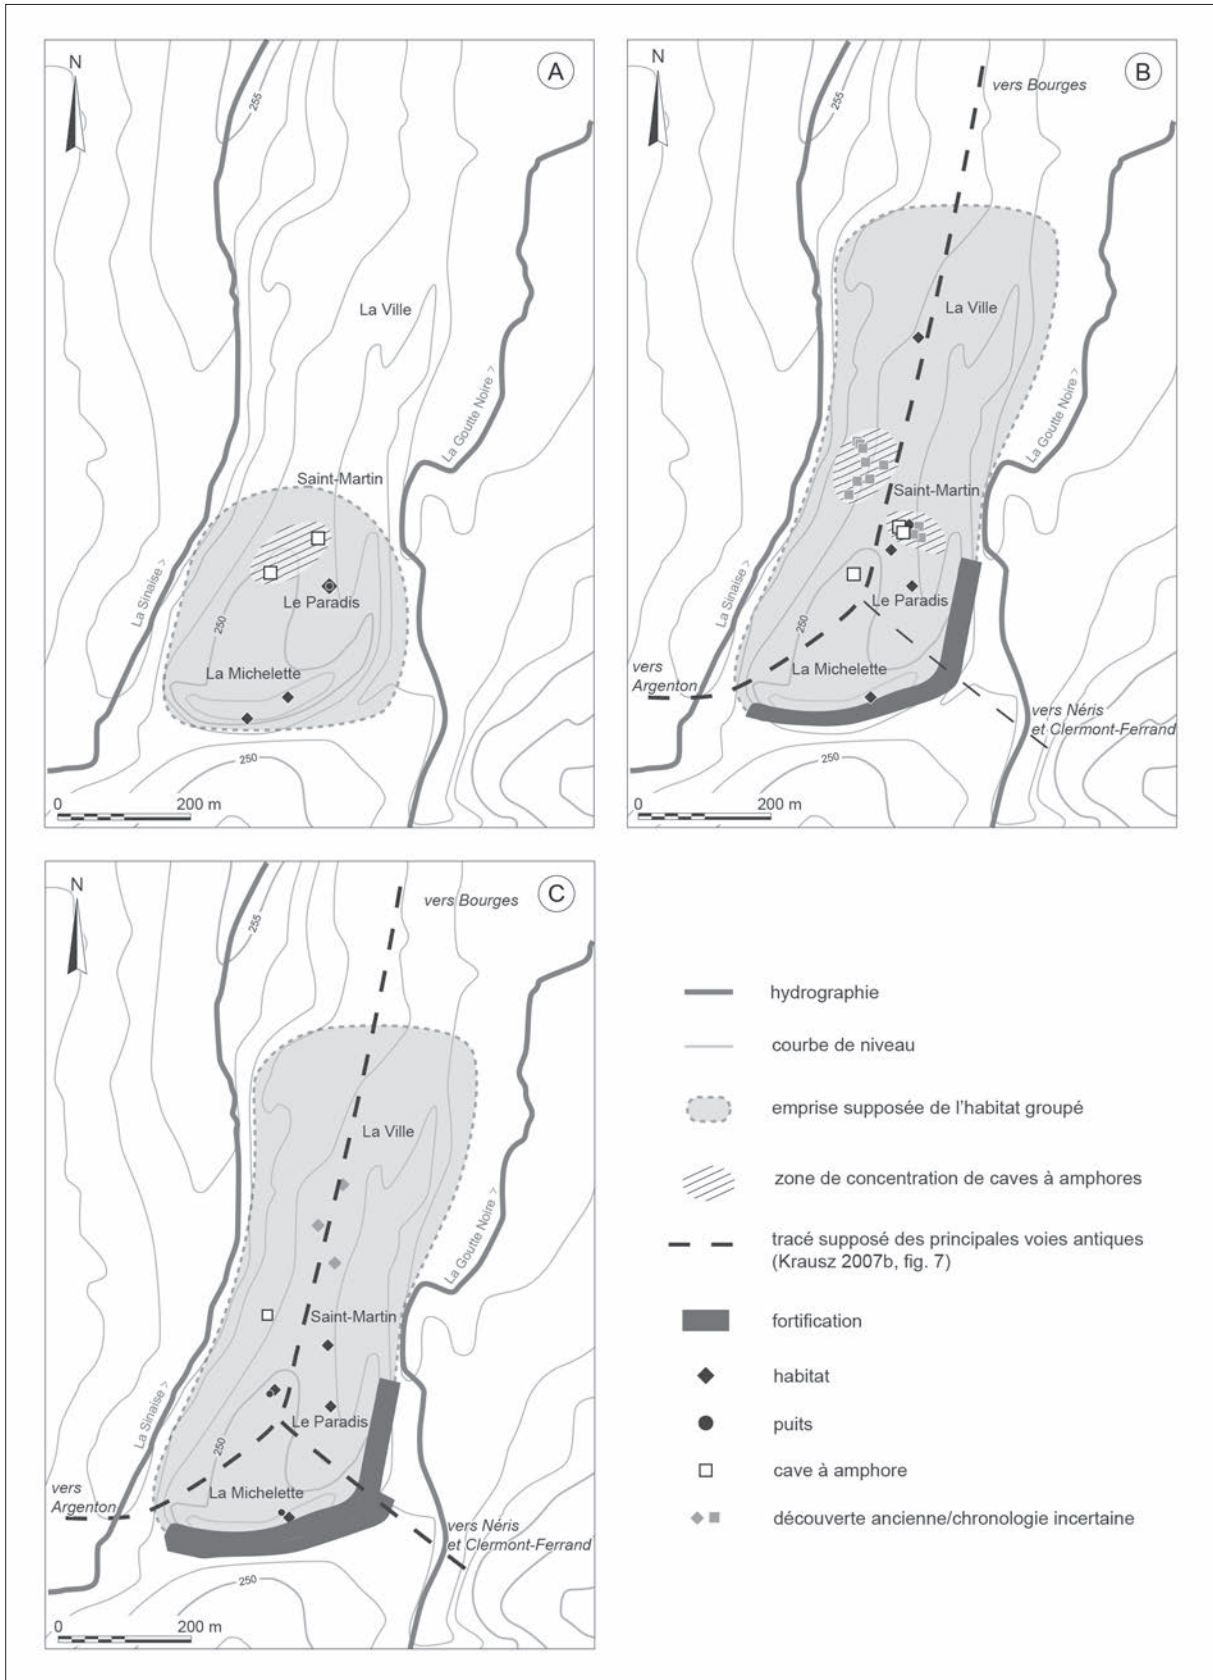 N
A
255
La Ville
La Goutte Noire >
Saint-Martin
La Sinaise >
Le Paradis
250
La Michelette
250
0 200 m
N
B
vers Bourges
255
La Ville
La Goutte Noire >
Saint-Martin
La Sinaise >
Le Paradis
250
La Michelette
vers
Argenton
vers Néris
et Clermont-Ferrand
250
0 200 m
N
C
vers Bourges
255
La Ville
La Goutte Noire >
Saint-Martin
La Sinaise >
Le Paradis
250
La Michelette
vers
Argenton
vers Néris
et Clermont-Ferrand
250
0 200 m
hydrographie
courbe de niveau
emprise supposée de l'habitat groupé
zone de concentration de caves à amphores
tracé supposé des principales voies antiques
(Krausz 2007b, fig. 7)
fortification
habitat
puits
cave à amphore
découverte ancienne/chronologie incertaine